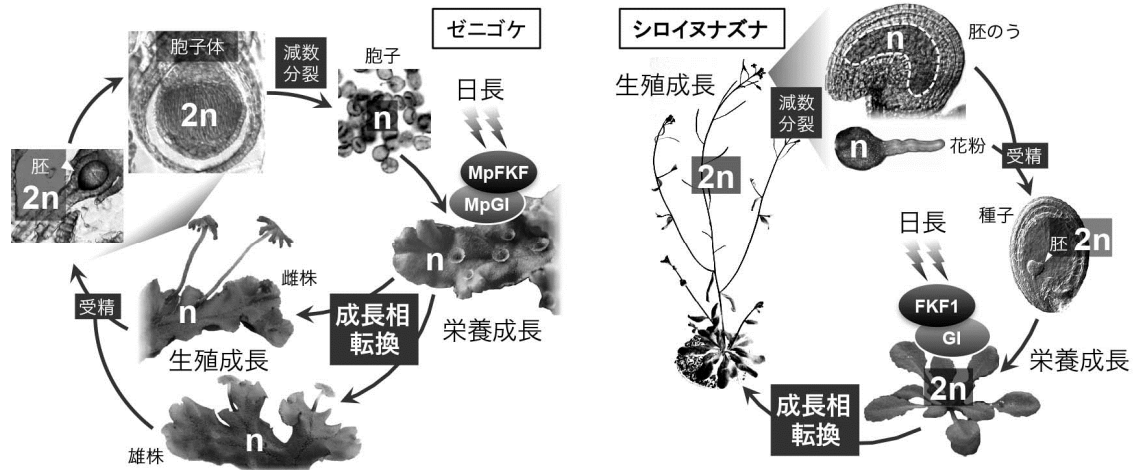 ゼニゴケ
胞子体
2n
減数
分裂
胞子
n
日長
MpFKF
MpGI
n
栄養成長
胚
2n
雌株
n
生殖成長
成長相
転換
受精
雄株
n
シロイヌナズナ
生殖成長
2n
減数
分裂
胚のう
n
花粉
n
受精
種子
胚
2n
日長
FKF1
GI
2n
栄養成長
成長相
転換